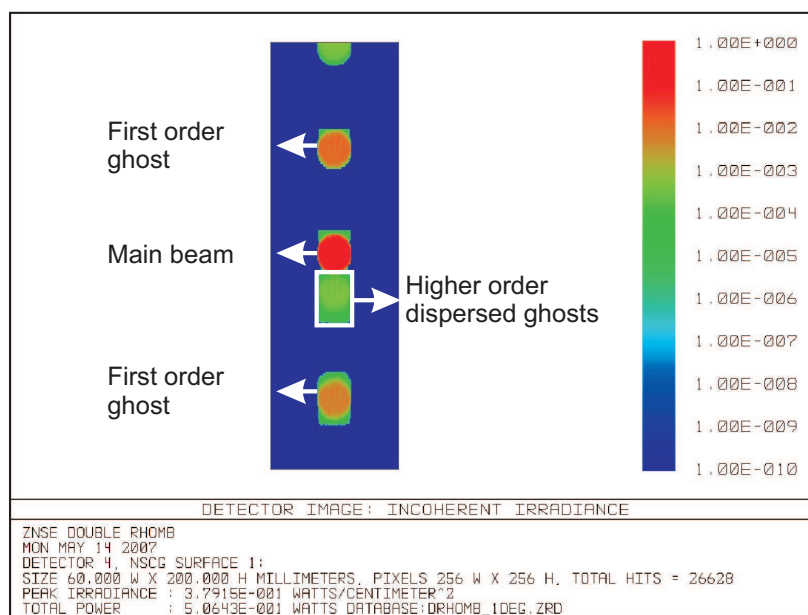 First order
ghost
Main beam
Higher order
dispersed ghosts
First order
ghost
1.00E+000
1.00E-001
1.00E-002
1.00E-003
1.00E-004
1.00E-005
1.00E-006
1.00E-007
1.00E-008
1.00E-009
1.00E-010
DETECTOR IMAGE: INCOHERENT IRRADIANCE
ZNSE DOUBLE RHOMB
MON MAY 14 2007
DETECTOR 4, NSCG SURFACE 1:
SIZE 60.000 W X 200.000 H MILLIMETERS, PIXELS 256 W X 256 H, TOTAL HITS = 26628
PEAK IRRADIANCE : 3.7915E-001 WATTS/CENTIMETER^2
TOTAL POWER : 5.0643E-001 WATTS DATABASE:DRHOMB_1DEG.ZRD